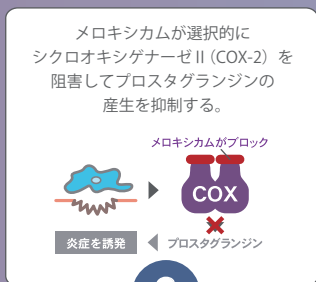 メロキシカムが選択的に
シクロオキシゲナーゼⅡ（COX-2）を
阻害してプロスタグランジンの
産生を抑制する。
メロキシカムがブロック
COX
炎症を誘発
プロスタグランジン